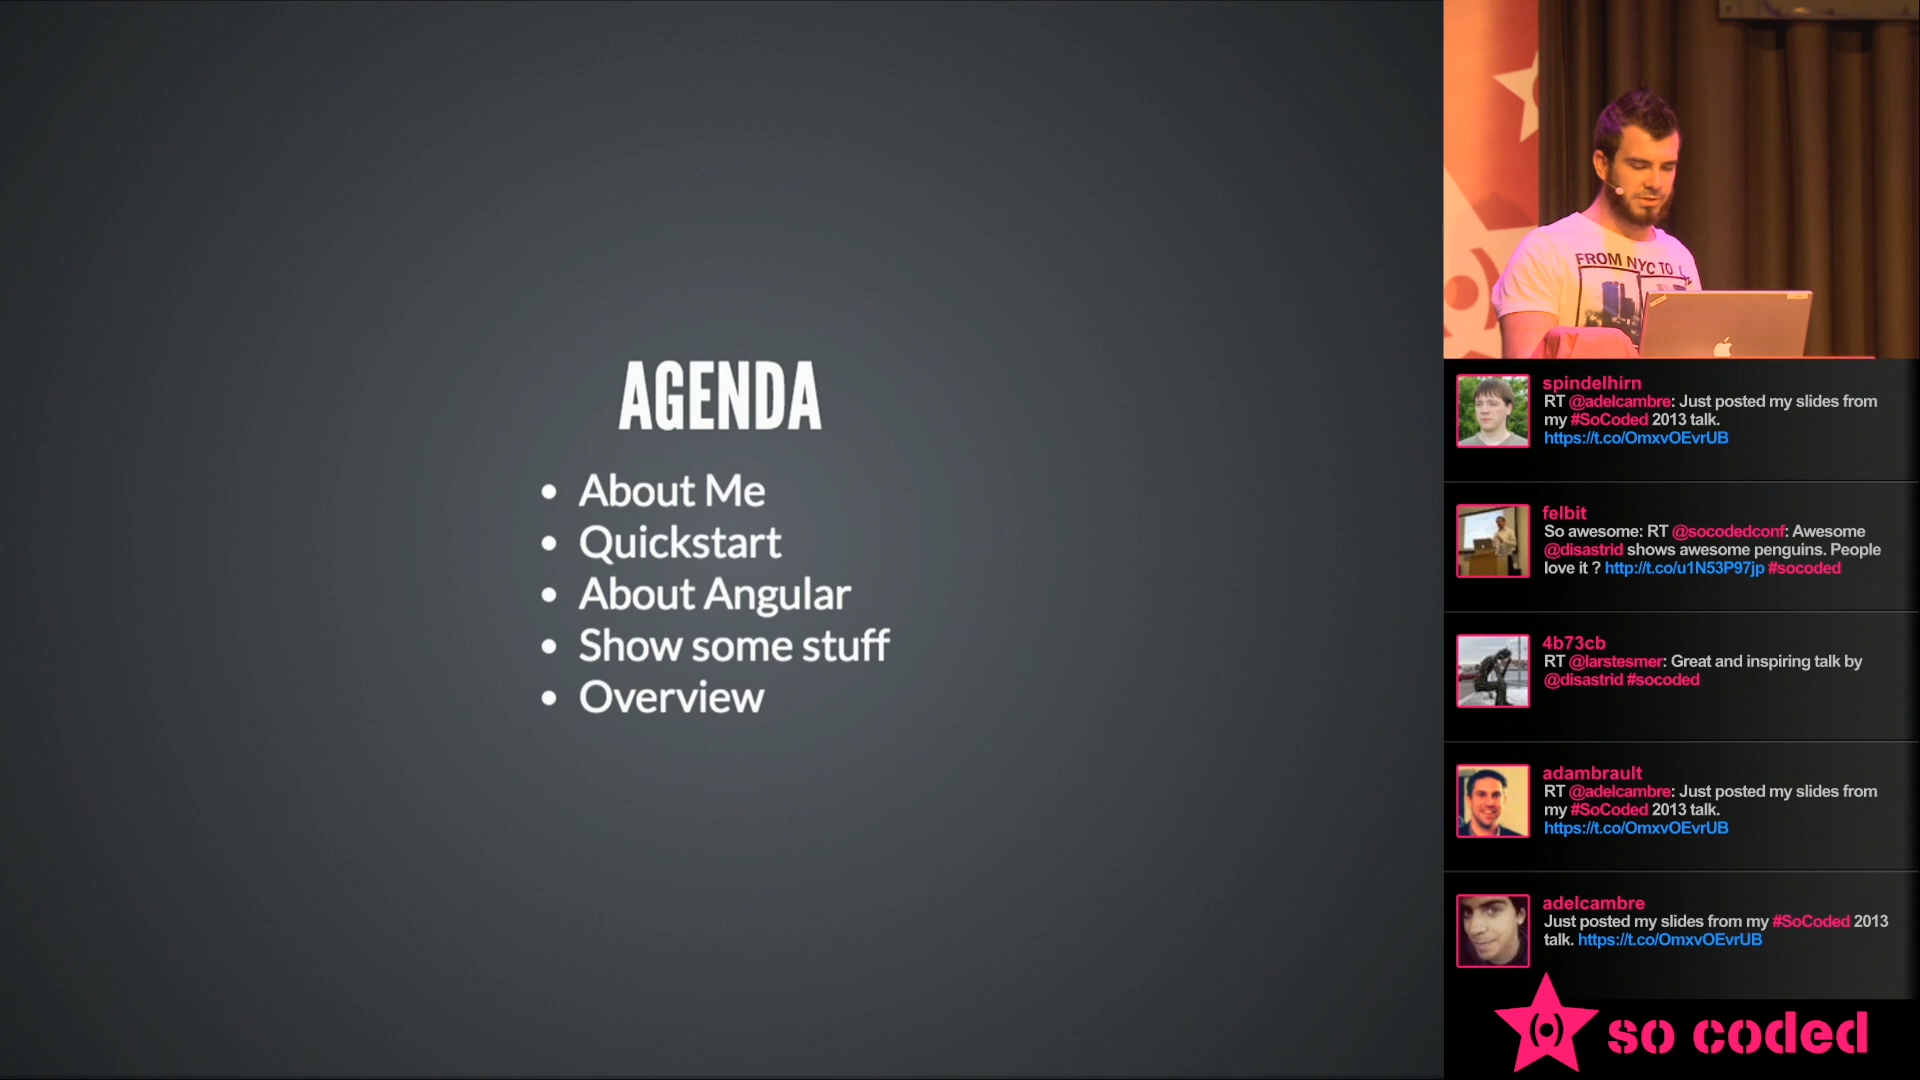 AGENDA
• About Me
• Quickstart
• About Angular
• Show some stuff
• Overview
FROM NYC TO
spindelhirn
RT @adelcambre: Just posted my slides from
my #SoCoded 2013 talk.
https://t.co/OmxvOEvrUB
felbit
So awesome: RT @socodedconf: Awesome
@disastrid shows awesome penguins. People
love it ? http://t.co/u1N53P97jp #socoded
4b73cb
RT @larstesmer: Great and inspiring talk by
@disastrid #socoded
adambrault
RT @adelcambre: Just posted my slides from
my #SoCoded 2013 talk.
https://t.co/OmxvOEvrUB
adelcambre
Just posted my slides from my #SoCoded 2013
talk. https://t.co/OmxvOEvrUB
so coded